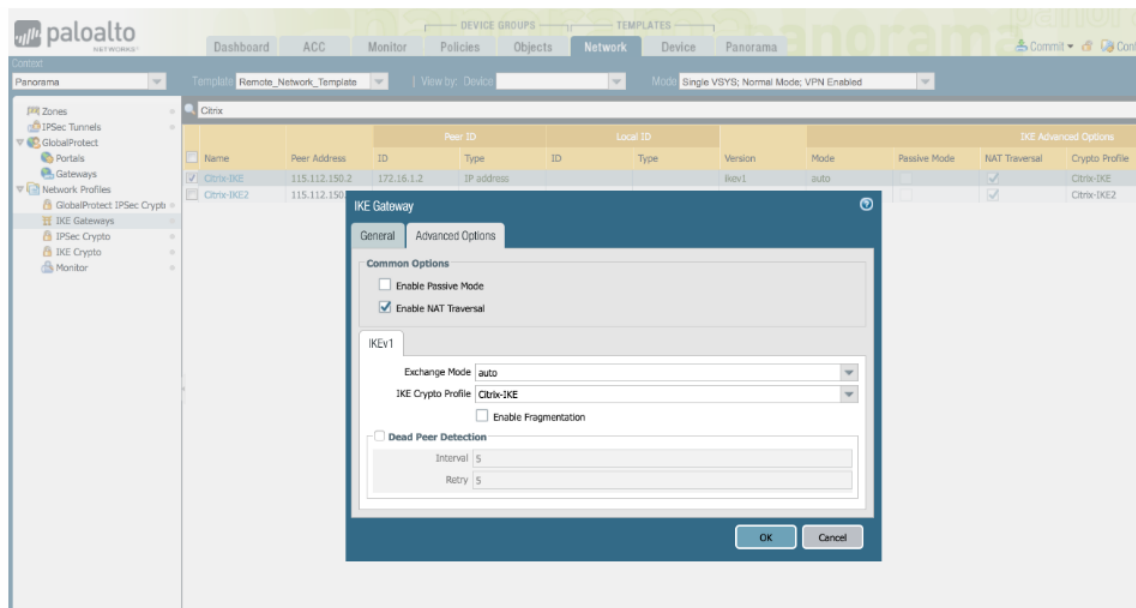 paloalto
NETWORKS
DEVICE GROUPS
TEMPLATES
Dashboard ACC Monitor Policies Objects Network Device Panorama
Commit
Context
Panorama
Template Remote_Network_Template
View by: Device
Mode Single VSYS; Normal Mode; VPN Enabled
Zones
IPSec Tunnels
GlobalProtect
Portals
Gateways
Network Profiles
GlobalProtect IPSec Crypto
IKE Gateways
IPSec Crypto
IKE Crypto
Monitor
Citrix
Peer ID Local ID IKE Advanced Options
Name Peer Address ID Type ID Type Version Mode Passive Mode NAT Traversal Crypto Profile
Citrix-IKE 115.112.150.2 172.16.1.2 IP address ikev1 auto Citrix-IKE
Citrix-IKE2 115.112.150. Citrix-IKE2
IKE Gateway
General Advanced Options
Common Options
Enable Passive Mode
Enable NAT Traversal
IKEv1
Exchange Mode auto
IKE Crypto Profile Citrix-IKE
Enable Fragmentation
Dead Peer Detection
Interval 5
Retry 5
OK Cancel